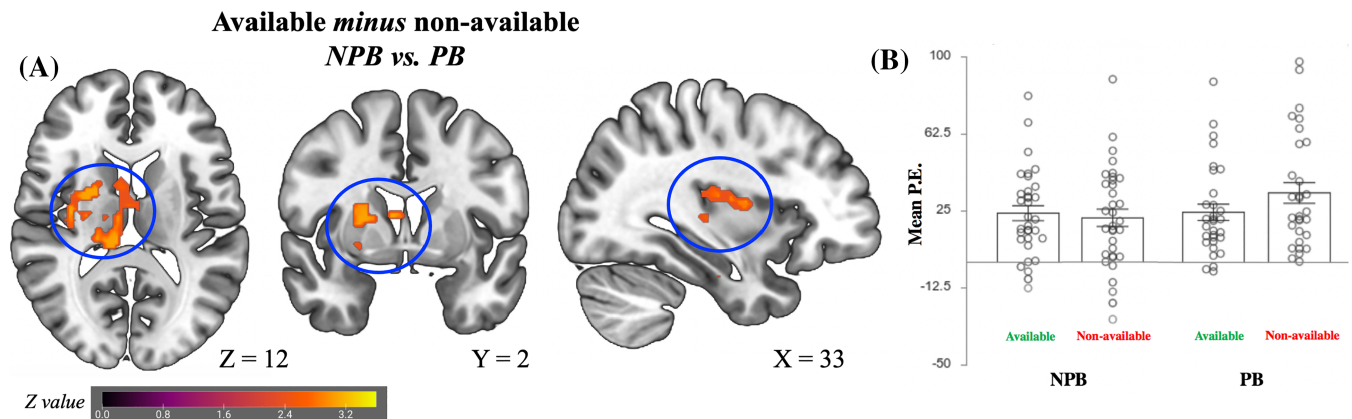 Available minus non-available
NPB vs. PB
(A)
Z = 12
Y = 2
X = 33
Z value
0.0 0.8 1.6 2.4 3.2
(B)
Mean P.E.
100
62.5
25
-12.5
-50
Available Non-available Available Non-available
NPB PB